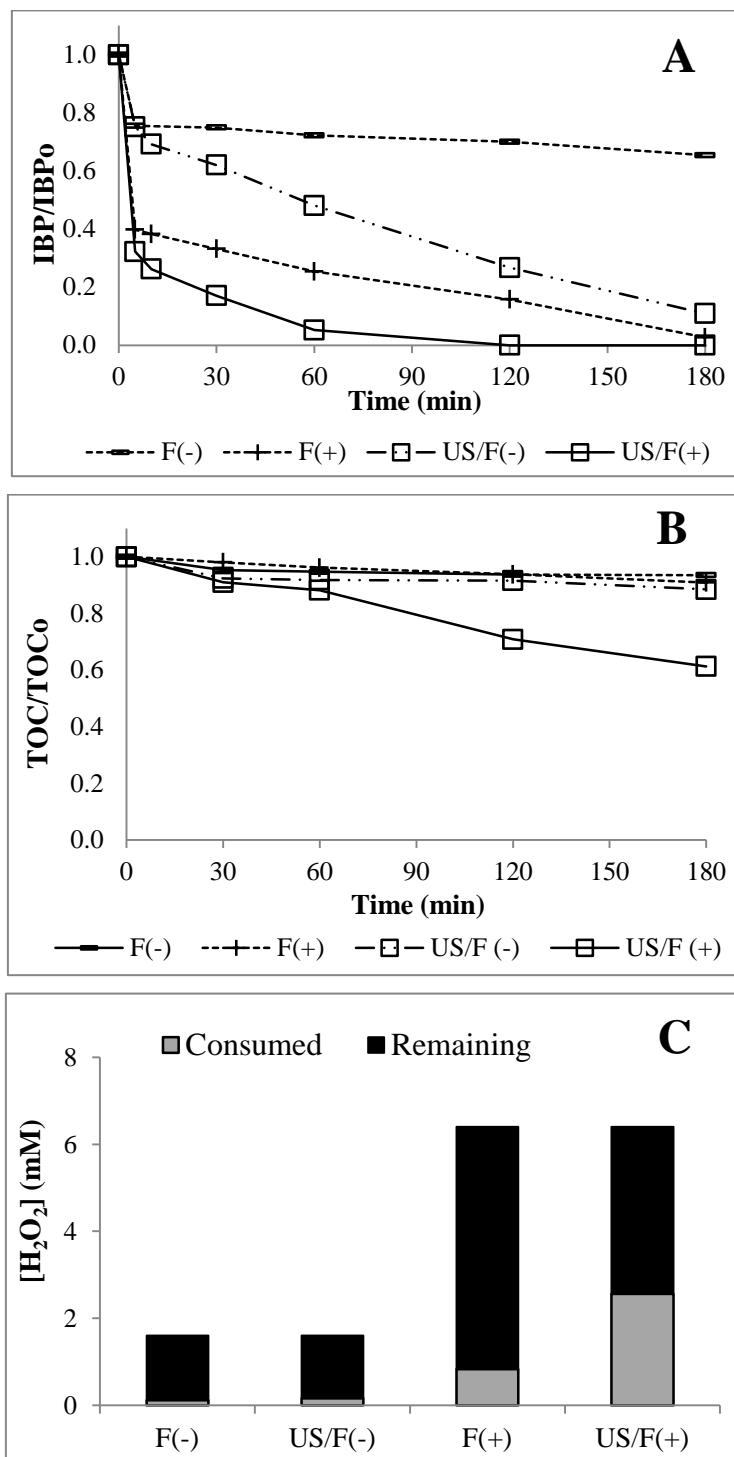 A
1.0
0.8
0.6
0.4
0.2
0.0
IBP/IBPo
0 30 60 90 120 150 180
Time (min)
F(-) F(+) US/F(-) US/F(+)
B
1.0
0.8
0.6
0.4
0.2
0.0
TOC/TOCo
0 30 60 90 120 150 180
Time (min)
F(-) F(+) US/F (-) US/F (+)
C
Consumed Remaining
8
6
4
2
0
[H₂O₂] (mM)
F(-) US/F(-) F(+) US/F(+)